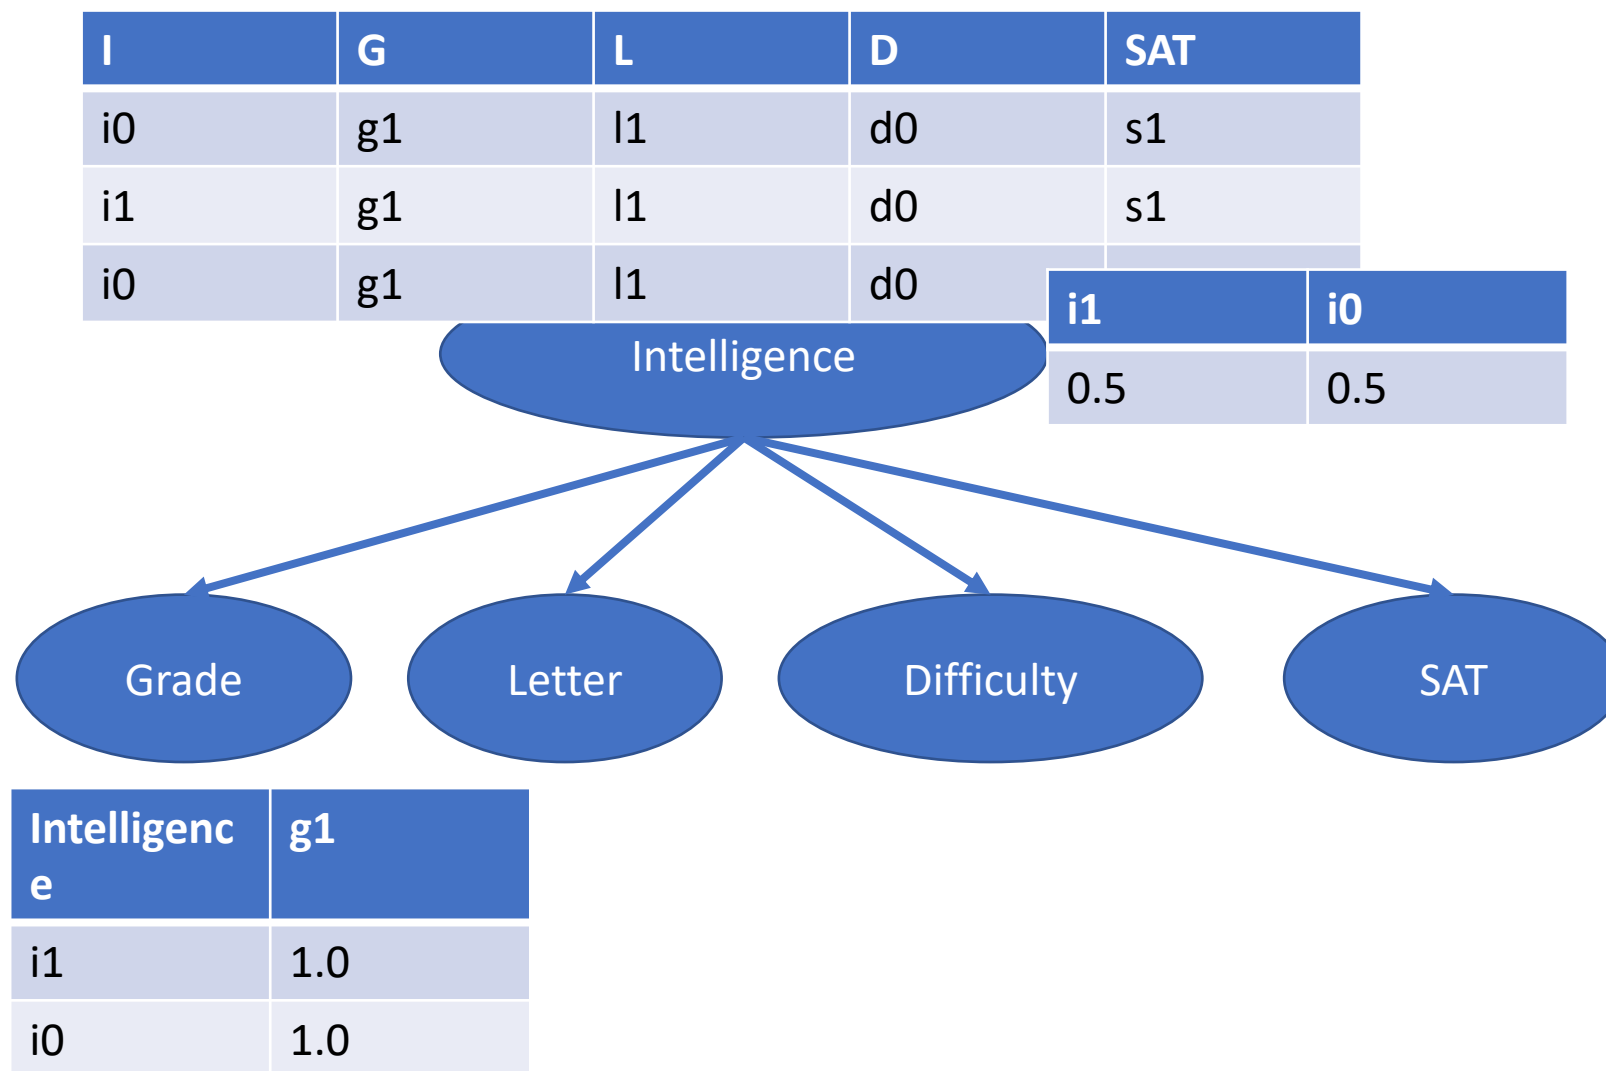 I G L D SAT
i0 g1 l1 d0 s1
i1 g1 l1 d0 s1
i0 g1 l1 d0
i1 i0
0.5 0.5
Intelligence
Grade Letter Difficulty SAT
Intelligenc g1
e
i1 1.0
i0 1.0